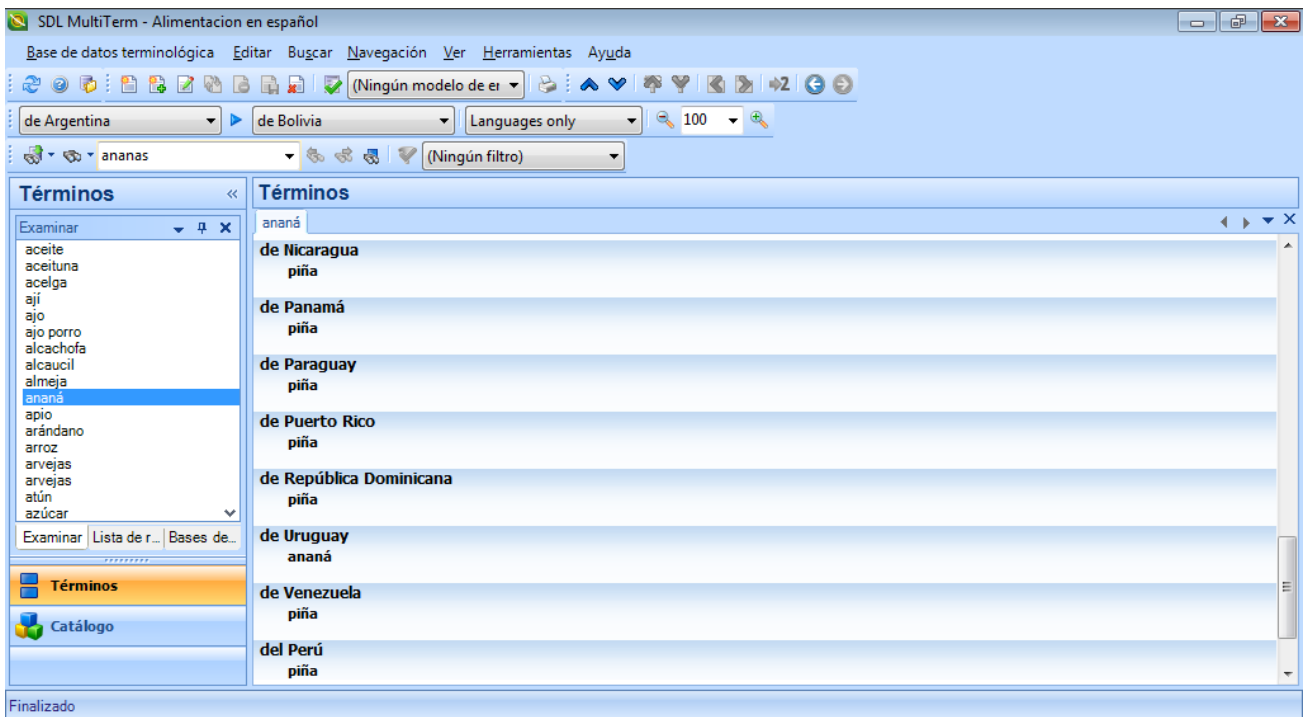 SDL MultiTerm - Alimentacion en español
Base de datos terminológica Editar Buscar Navegación Ver Herramientas Ayuda
(Ningún modelo de er
2
de Argentina de Bolivia Languages only 100
ananas (Ningún filtro)
Términos «
Examinar
aceite
aceituna
acelga
ají
ajo
ajo porro
alcachofa
alcaucil
almeja
ananá
apio
arándano
arroz
arvejas
arvejas
atún
azúcar
Examinar Lista de r... Bases de...
Términos
Catálogo
Términos
ananá
de Nicaragua
piña
de Panamá
piña
de Paraguay
piña
de Puerto Rico
piña
de República Dominicana
piña
de Uruguay
ananá
de Venezuela
piña
del Perú
piña
Finalizado